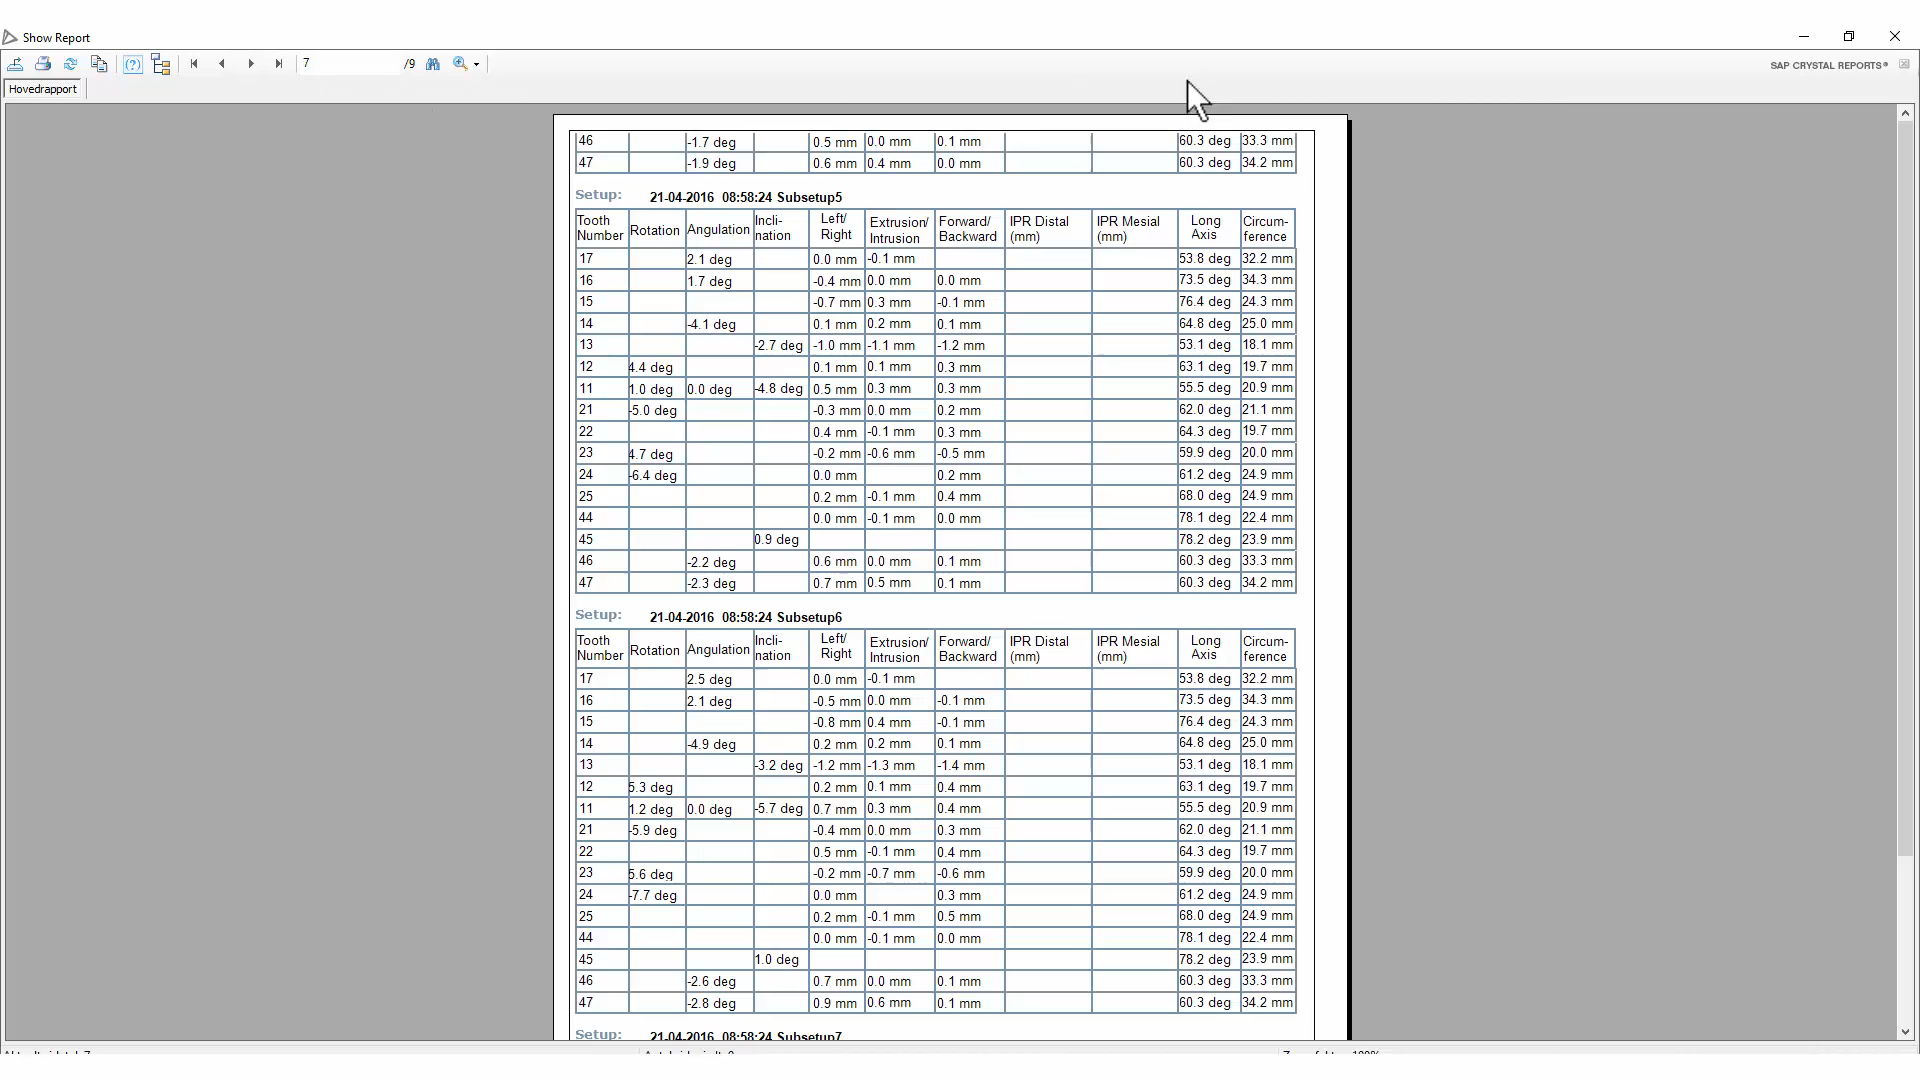 Show Report
7 /9
SAP CRYSTAL REPORTS®
Hovedrapport
46 -1.7 deg 0.5 mm 0.0 mm 0.1 mm 60.3 deg 33.3 mm
47 -1.9 deg 0.6 mm 0.4 mm 0.0 mm 60.3 deg 34.2 mm
Setup: 21-04-2016 08:58:24 Subsetup5
Tooth Number Rotation Angulation Incli-nation Left/ Right Extrusion/ Intrusion Forward/ Backward IPR Distal (mm) IPR Mesial (mm) Long Axis Circum-ference
17 2.1 deg 0.0 mm -0.1 mm 53.8 deg 32.2 mm
16 1.7 deg -0.4 mm 0.0 mm 0.0 mm 73.5 deg 34.3 mm
15 -0.7 mm 0.3 mm -0.1 mm 76.4 deg 24.3 mm
14 -4.1 deg 0.1 mm 0.2 mm 0.1 mm 64.8 deg 25.0 mm
13 -2.7 deg -1.0 mm -1.1 mm -1.2 mm 53.1 deg 18.1 mm
12 4.4 deg 0.1 mm 0.1 mm 0.3 mm 63.1 deg 19.7 mm
11 1.0 deg 0.0 deg -4.8 deg 0.5 mm 0.3 mm 0.3 mm 55.5 deg 20.9 mm
21 -5.0 deg -0.3 mm 0.0 mm 0.2 mm 62.0 deg 21.1 mm
22 0.4 mm -0.1 mm 0.3 mm 64.3 deg 19.7 mm
23 4.7 deg -0.2 mm -0.6 mm -0.5 mm 59.9 deg 20.0 mm
24 -6.4 deg 0.0 mm 0.2 mm 61.2 deg 24.9 mm
25 0.2 mm -0.1 mm 0.4 mm 68.0 deg 24.9 mm
44 0.0 mm -0.1 mm 0.0 mm 78.1 deg 22.4 mm
45 0.9 deg 78.2 deg 23.9 mm
46 -2.2 deg 0.6 mm 0.0 mm 0.1 mm 60.3 deg 33.3 mm
47 -2.3 deg 0.7 mm 0.5 mm 0.1 mm 60.3 deg 34.2 mm
Setup: 21-04-2016 08:58:24 Subsetup6
Tooth Number Rotation Angulation Incli-nation Left/ Right Extrusion/ Intrusion Forward/ Backward IPR Distal (mm) IPR Mesial (mm) Long Axis Circum-ference
17 2.5 deg 0.0 mm -0.1 mm 53.8 deg 32.2 mm
16 2.1 deg -0.5 mm 0.0 mm -0.1 mm 73.5 deg 34.3 mm
15 -0.8 mm 0.4 mm -0.1 mm 76.4 deg 24.3 mm
14 -4.9 deg 0.2 mm 0.2 mm 0.1 mm 64.8 deg 25.0 mm
13 -3.2 deg -1.2 mm -1.3 mm -1.4 mm 53.1 deg 18.1 mm
12 5.3 deg 0.2 mm 0.1 mm 0.4 mm 63.1 deg 19.7 mm
11 1.2 deg 0.0 deg -5.7 deg 0.7 mm 0.3 mm 0.4 mm 55.5 deg 20.9 mm
21 -5.9 deg -0.4 mm 0.0 mm 0.3 mm 62.0 deg 21.1 mm
22 0.5 mm -0.1 mm 0.4 mm 64.3 deg 19.7 mm
23 5.6 deg -0.2 mm -0.7 mm -0.6 mm 59.9 deg 20.0 mm
24 -7.7 deg 0.0 mm 0.3 mm 61.2 deg 24.9 mm
25 0.2 mm -0.1 mm 0.5 mm 68.0 deg 24.9 mm
44 0.0 mm -0.1 mm 0.0 mm 78.1 deg 22.4 mm
45 1.0 deg 78.2 deg 23.9 mm
46 -2.6 deg 0.7 mm 0.0 mm 0.1 mm 60.3 deg 33.3 mm
47 -2.8 deg 0.9 mm 0.6 mm 0.1 mm 60.3 deg 34.2 mm
Setup: 21-04-2016 08:58:24 Subsetup7